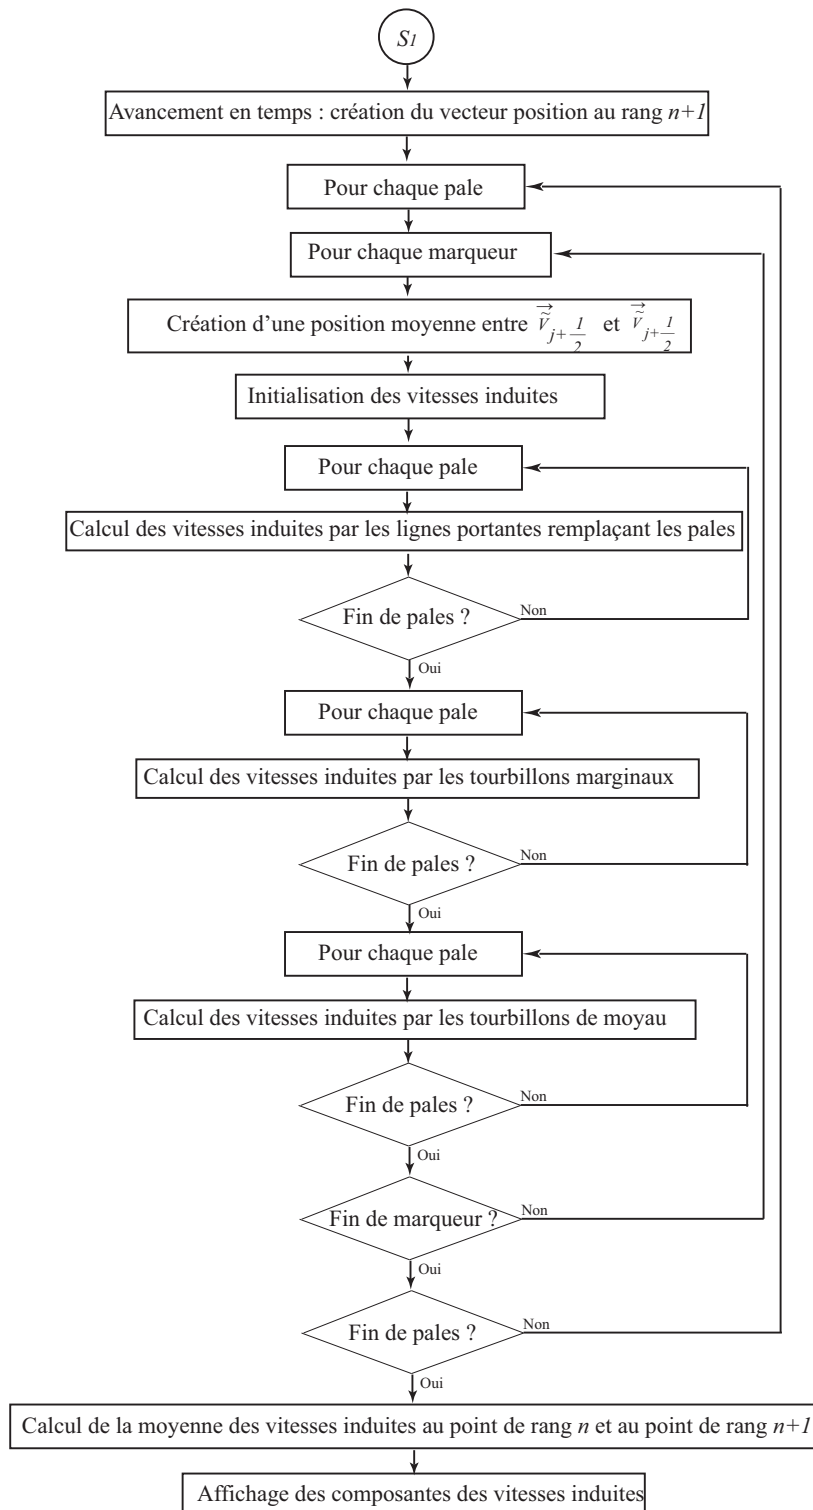 S1
Avancement en temps : création du vecteur position au rang n+1
Pour chaque pale
Pour chaque marqueur
Création d'une position moyenne entre $\vec{\tilde{V}}_{j+\frac{1}{2}}$ et $\vec{\tilde{V}}_{j+\frac{1}{2}}$
Initialisation des vitesses induites
Pour chaque pale
Calcul des vitesses induites par les lignes portantes remplaçant les pales
Fin de pales ?
Non
Oui
Pour chaque pale
Calcul des vitesses induites par les tourbillons marginaux
Fin de pales ?
Non
Oui
Pour chaque pale
Calcul des vitesses induites par les tourbillons de moyau
Fin de pales ?
Non
Oui
Fin de marqueur ?
Non
Oui
Fin de pales ?
Non
Oui
Calcul de la moyenne des vitesses induites au point de rang n et au point de rang n+1
Affichage des composantes des vitesses induites